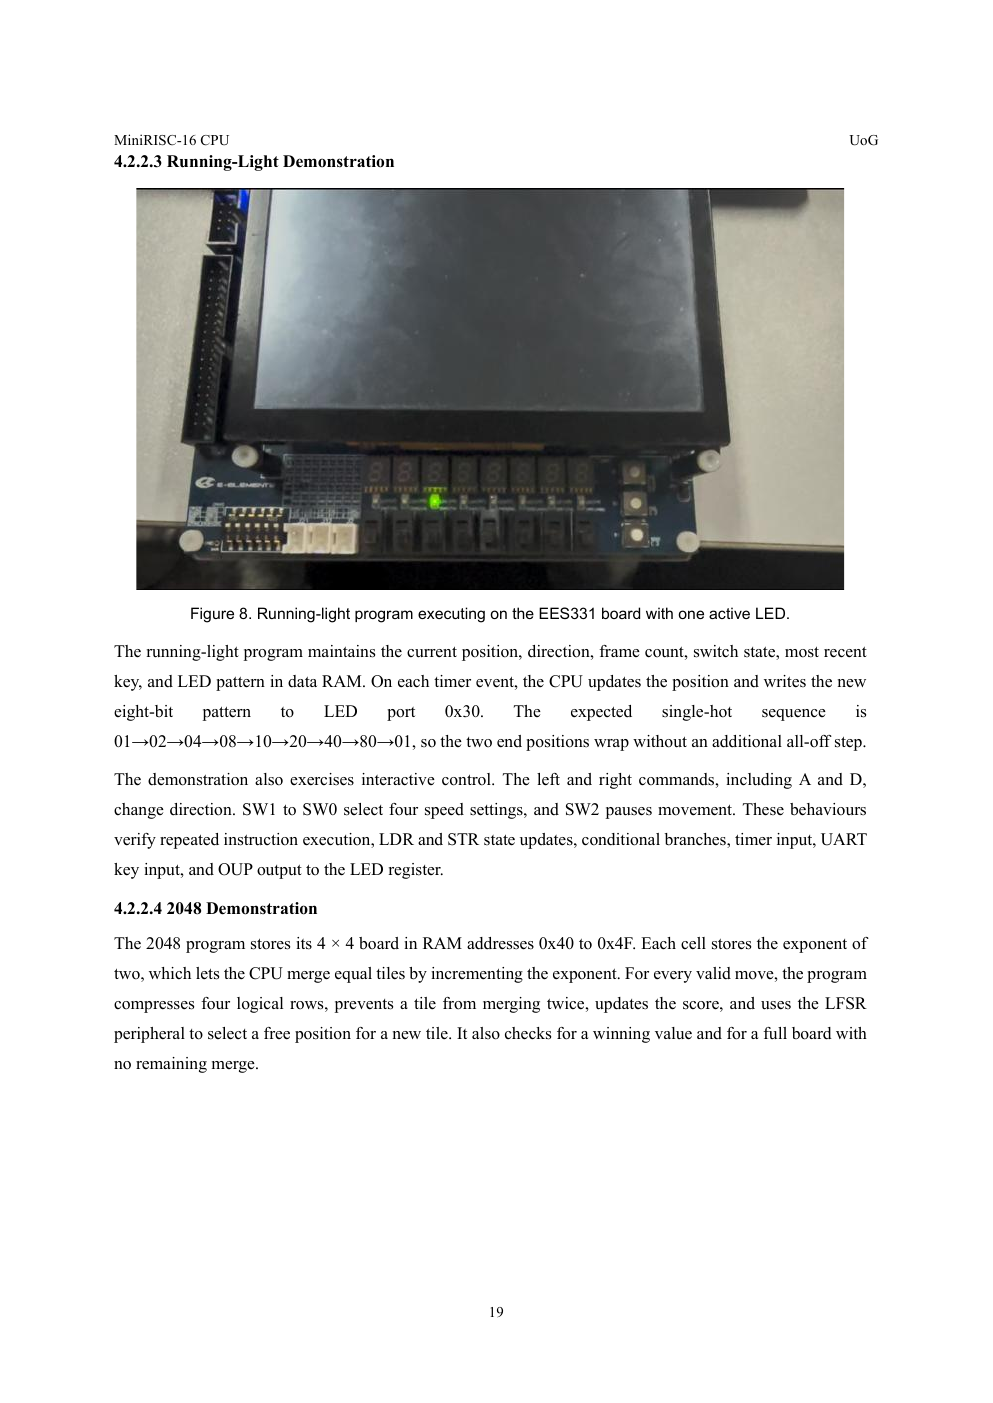 MiniRISC-16 CPU UoG
4.2.2.3 Running-Light Demonstration
E-ELEMENTS
Figure 8. Running-light program executing on the EES331 board with one active LED.
The running-light program maintains the current position, direction, frame count, switch state, most recent
key, and LED pattern in data RAM. On each timer event, the CPU updates the position and writes the new
eight-bit pattern to LED port 0x30. The expected single-hot sequence is
01→02→04→08→10→20→40→80→01, so the two end positions wrap without an additional all-off step.
The demonstration also exercises interactive control. The left and right commands, including A and D,
change direction. SW1 to SW0 select four speed settings, and SW2 pauses movement. These behaviours
verify repeated instruction execution, LDR and STR state updates, conditional branches, timer input, UART
key input, and OUP output to the LED register.
4.2.2.4 2048 Demonstration
The 2048 program stores its 4 × 4 board in RAM addresses 0x40 to 0x4F. Each cell stores the exponent of
two, which lets the CPU merge equal tiles by incrementing the exponent. For every valid move, the program
compresses four logical rows, prevents a tile from merging twice, updates the score, and uses the LFSR
peripheral to select a free position for a new tile. It also checks for a winning value and for a full board with
no remaining merge.
19